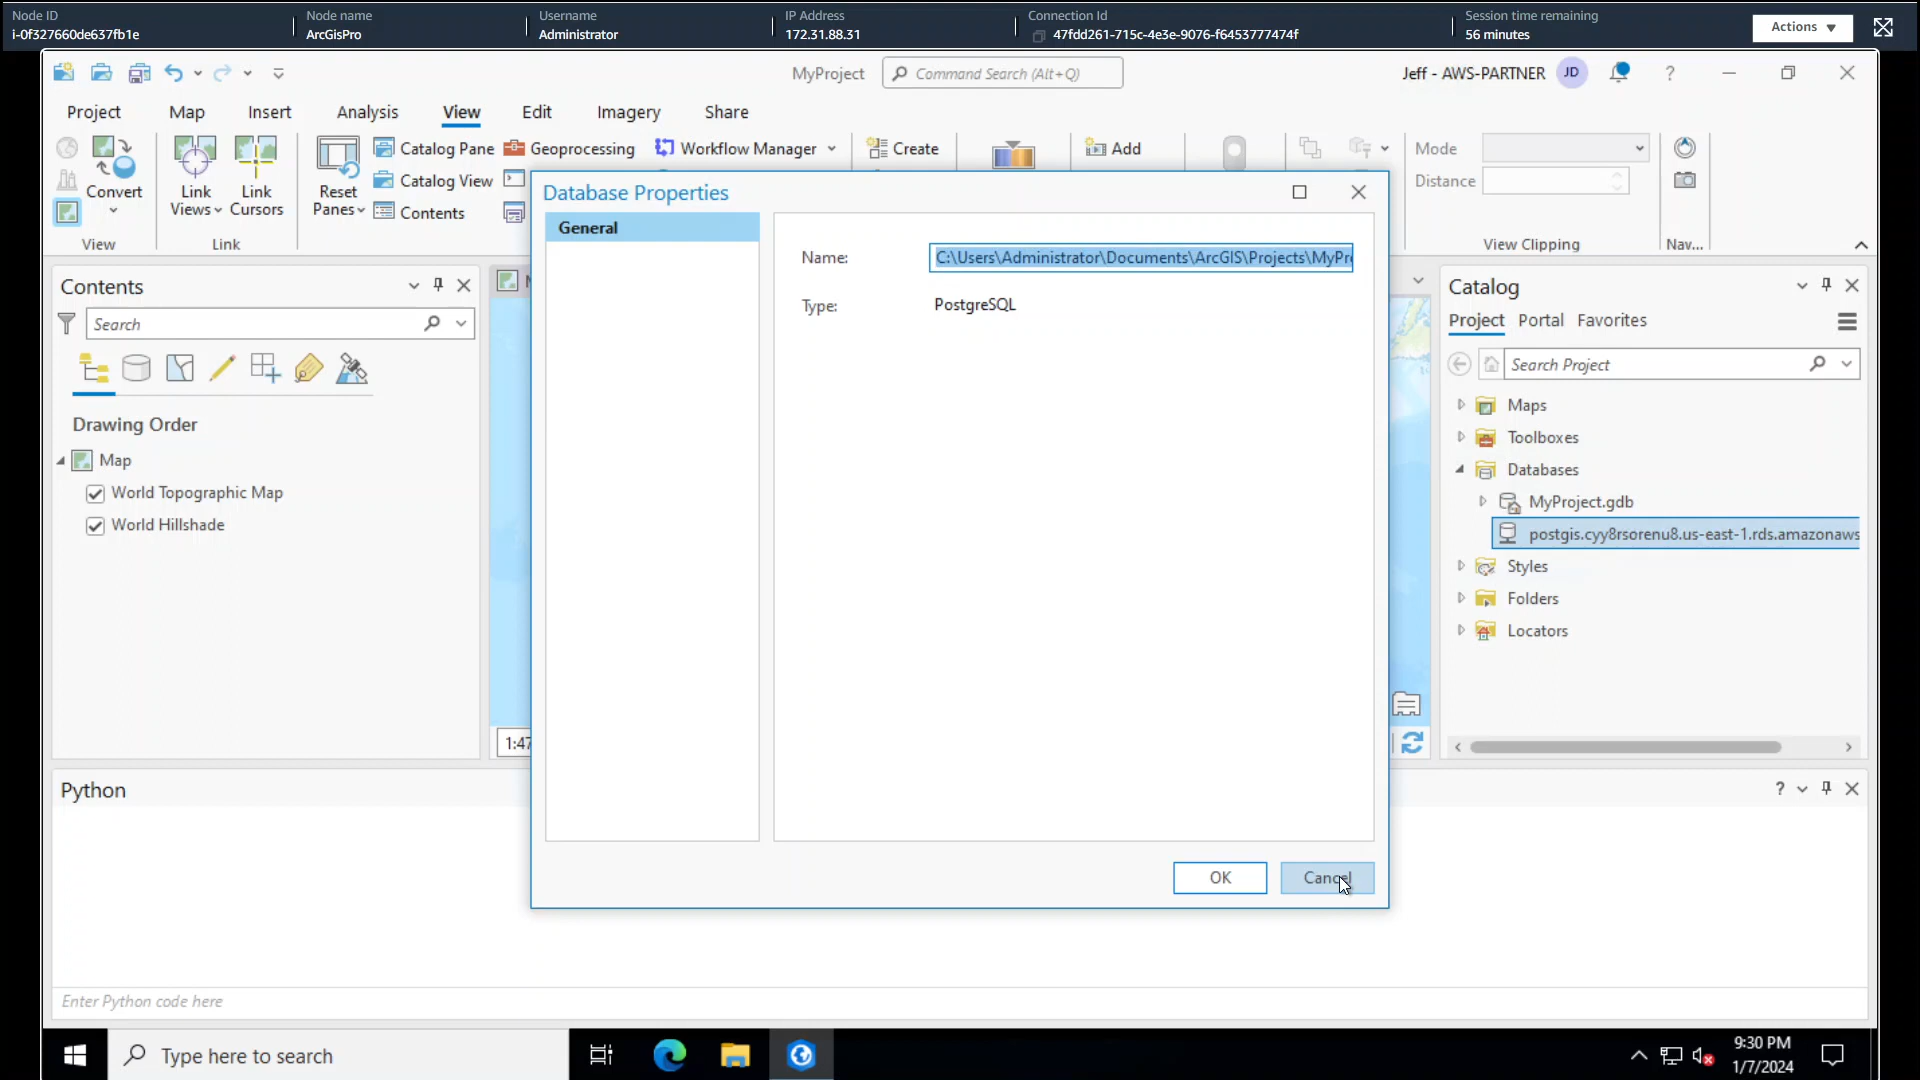 Node ID
i-0f327660de637fb1e
Node name
ArcGisPro
Username
Administrator
IP Address
172.31.88.31
Connection Id
47fdd261-715c-4e3e-9076-f6453777474f
Session time remaining
56 minutes
Actions
MyProject
Command Search (Alt+Q)
Jeff - AWS-PARTNER
JD
?
Project
Map
Insert
Analysis
View
Edit
Imagery
Share
Convert
View
Link
Views
Link
Cursors
Link
Reset
Panes
Catalog Pane
Catalog View
Contents
Geoprocessing
Workflow Manager
Create
Add
Mode
Distance
View Clipping
Nav...
Database Properties
General
Name:
C:\Users\Administrator\Documents\ArcGIS\Projects\MyPr
Type:
PostgreSQL
OK
Cancel
Contents
Search
Drawing Order
Map
World Topographic Map
World Hillshade
1:47
Catalog
Project
Portal
Favorites
Search Project
Maps
Toolboxes
Databases
MyProject.gdb
postgis.cyy8rsorenu8.us-east-1.rds.amazonaws
Styles
Folders
Locators
Python
?
Enter Python code here
Type here to search
9:30 PM
1/7/2024